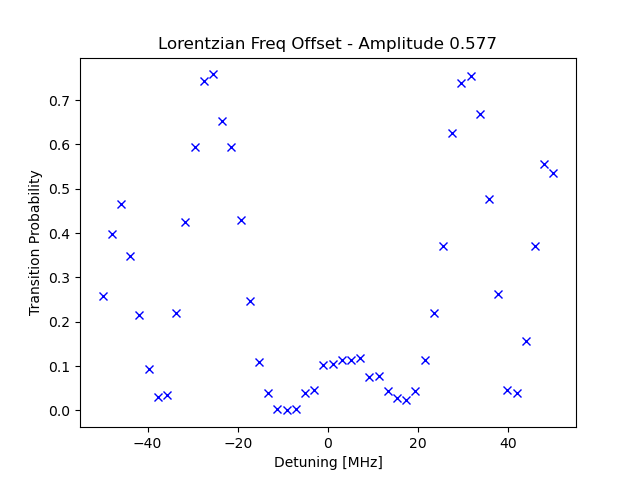 Lorentzian Freq Offset - Amplitude 0.577
Transition Probability
0.7
0.6
0.5
0.4
0.3
0.2
0.1
0.0
−40 −20 0 20 40
Detuning [MHz]